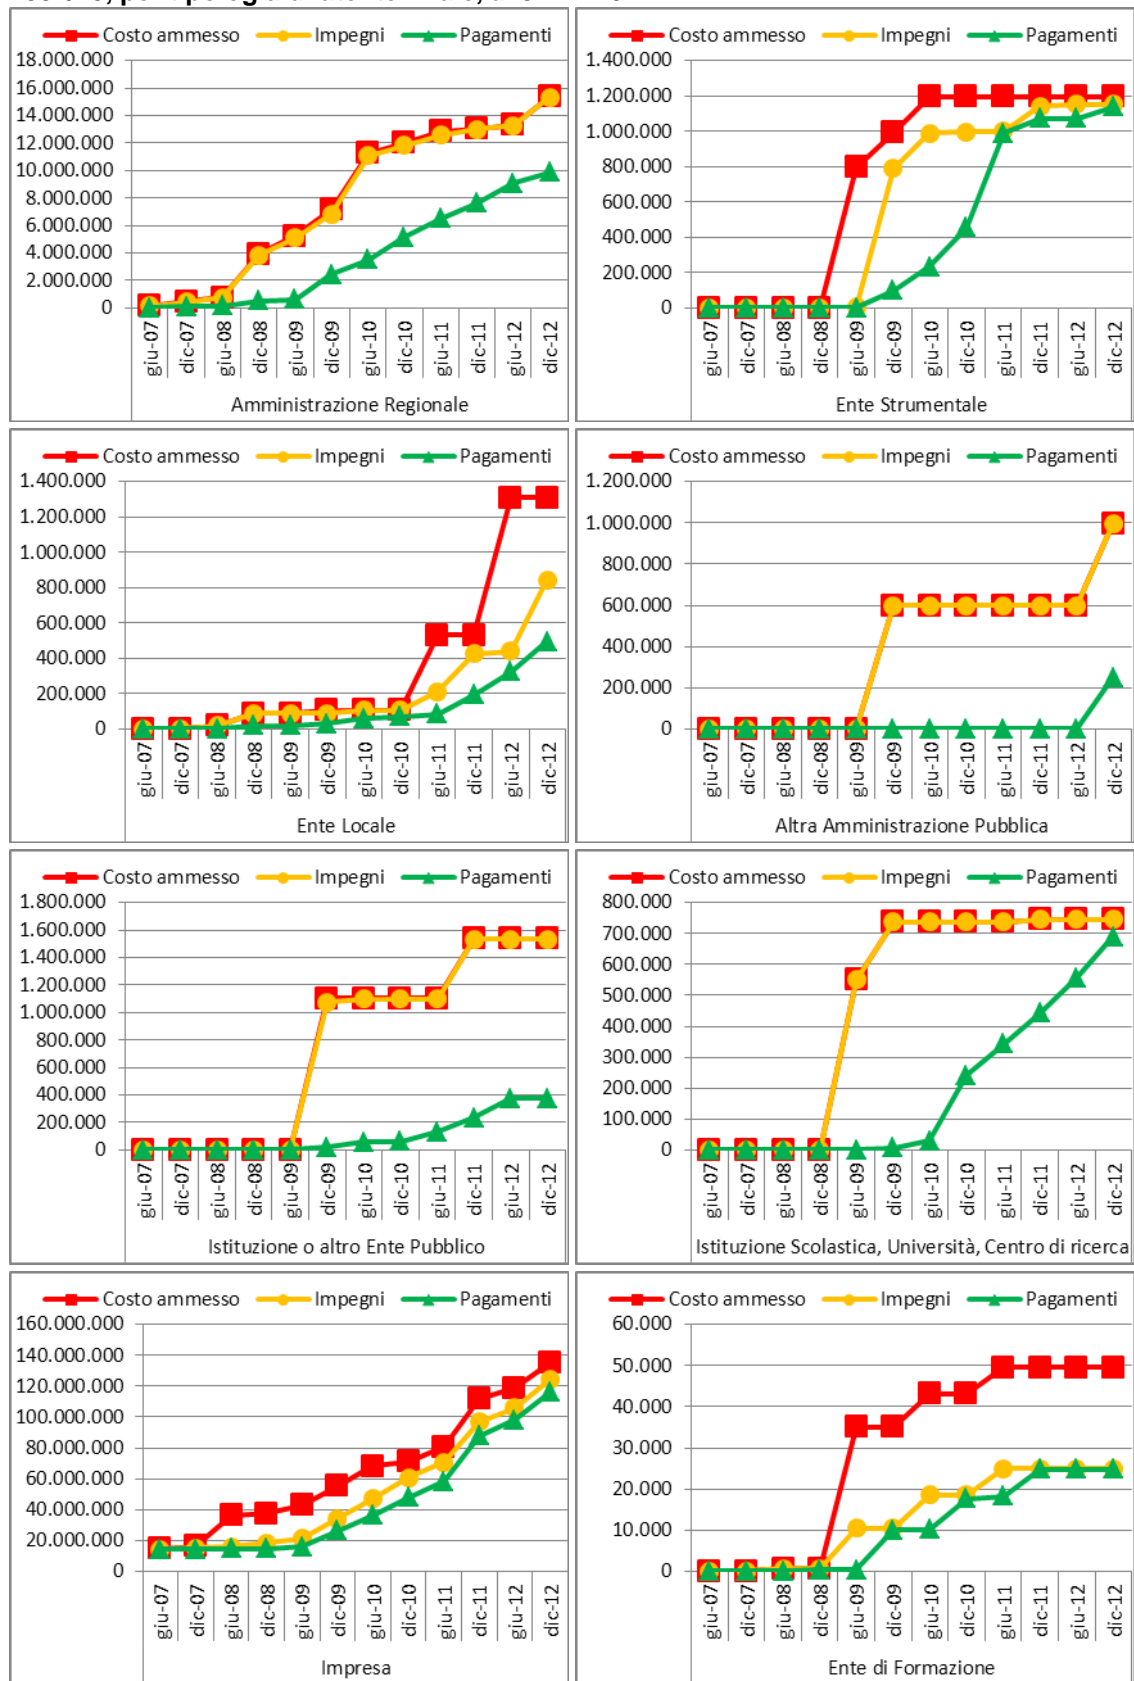 Costo ammesso Impegni Pagamenti
18.000.000
16.000.000
14.000.000
12.000.000
10.000.000
8.000.000
6.000.000
4.000.000
2.000.000
0
giu-07 dic-07 giu-08 dic-08 giu-09 dic-09 giu-10 dic-10 giu-11 dic-11 giu-12 dic-12
Amministrazione Regionale
Costo ammesso Impegni Pagamenti
1.400.000
1.200.000
1.000.000
800.000
600.000
400.000
200.000
0
giu-07 dic-07 giu-08 dic-08 giu-09 dic-09 giu-10 dic-10 giu-11 dic-11 giu-12 dic-12
Ente Strumentale
Costo ammesso Impegni Pagamenti
1.400.000
1.200.000
1.000.000
800.000
600.000
400.000
200.000
0
giu-07 dic-07 giu-08 dic-08 giu-09 dic-09 giu-10 dic-10 giu-11 dic-11 giu-12 dic-12
Ente Locale
Costo ammesso Impegni Pagamenti
1.200.000
1.000.000
800.000
600.000
400.000
200.000
0
giu-07 dic-07 giu-08 dic-08 giu-09 dic-09 giu-10 dic-10 giu-11 dic-11 giu-12 dic-12
Altra Amministrazione Pubblica
Costo ammesso Impegni Pagamenti
1.800.000
1.600.000
1.400.000
1.200.000
1.000.000
800.000
600.000
400.000
200.000
0
giu-07 dic-07 giu-08 dic-08 giu-09 dic-09 giu-10 dic-10 giu-11 dic-11 giu-12 dic-12
Istituzione o altro Ente Pubblico
Costo ammesso Impegni Pagamenti
800.000
700.000
600.000
500.000
400.000
300.000
200.000
100.000
0
giu-07 dic-07 giu-08 dic-08 giu-09 dic-09 giu-10 dic-10 giu-11 dic-11 giu-12 dic-12
Istituzione Scolastica, Università, Centro di ricerca
Costo ammesso Impegni Pagamenti
160.000.000
140.000.000
120.000.000
100.000.000
80.000.000
60.000.000
40.000.000
20.000.000
0
giu-07 dic-07 giu-08 dic-08 giu-09 dic-09 giu-10 dic-10 giu-11 dic-11 giu-12 dic-12
Impresa
Costo ammesso Impegni Pagamenti
60.000
50.000
40.000
30.000
20.000
10.000
0
giu-07 dic-07 giu-08 dic-08 giu-09 dic-09 giu-10 dic-10 giu-11 dic-11 giu-12 dic-12
Ente di Formazione